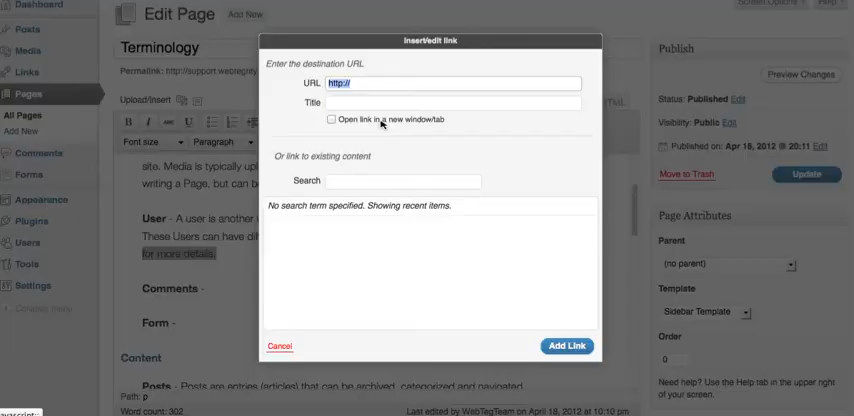 Dashboard
Edit Page Add New
Screen Options Help
Posts
Media
Links
Pages
All Pages
Add New
Comments
Forms
Appearance
Plugins
Users
Tools
Settings
Collapse menu
Terminology
Permalink: http://support.webtegrity
Upload/Insert
HTML
B I U
Font size Paragraph
site. Media is typically upl
writing a Page, but can b
User - A user is another
These Users can have dif
for more details.
Comments -
Form -
Content
Posts - Posts are entries (articles) that can be archived, categorized and navigated
Path: p
Word count: 302
Last edited by WebTegTeam on April 18, 2012 at 10:10 pm
Insert/edit link
Enter the destination URL
URL http://
Title
Open link in a new window/tab
Or link to existing content
Search
No search term specified. Showing recent items.
Cancel
Add Link
Publish
Preview Changes
Status: Published Edit
Visibility: Public Edit
Published on: Apr 18, 2012 @ 20:11 Edit
Move to Trash
Update
Page Attributes
Parent
(no parent)
Template
Sidebar Template
Order
0
Need help? Use the Help tab in the upper right
of your screen.